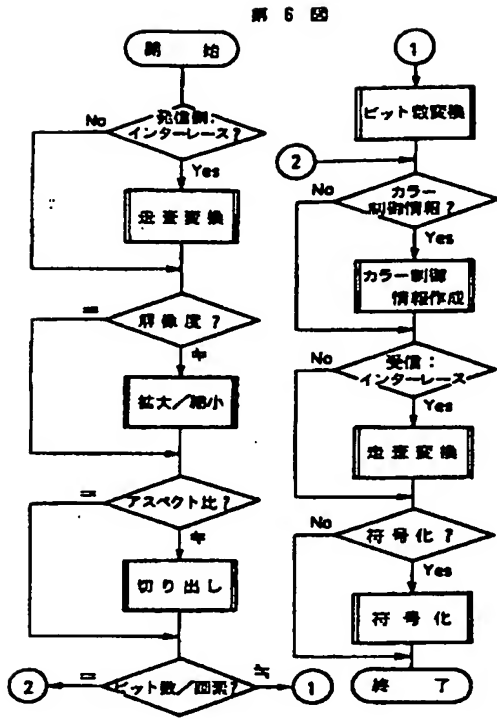 第 6 図
開 始
発信側:
インターレース?
No
Yes
走査変換
解像度?
=
≠
拡大/縮小
アスペクト比?
=
≠
切り出し
ビット数/画素?
=
≠
2
1
1
ビット数変換
2
カラー
制御情報?
No
Yes
カラー制御
情報作成
受信:
インターレース
No
Yes
走査変換
符号化?
No
Yes
符号化
終 了